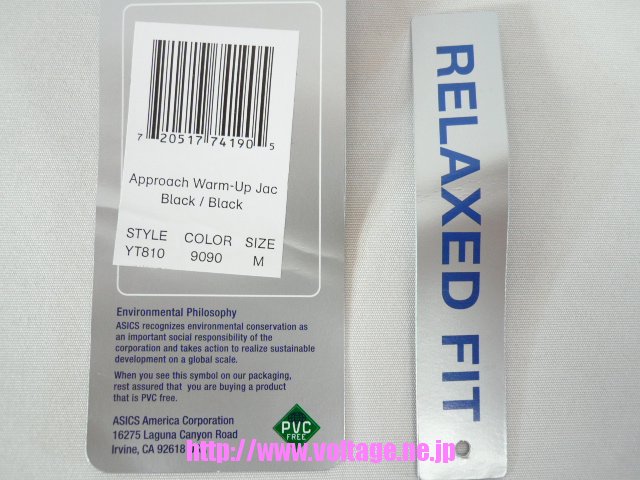 7 20517 74190 5
Approach Warm-Up Jac
Black / Black
STYLE COLOR SIZE
YT810 9090 M
Environmental Philosophy
ASICS recognizes environmental conservation as
an important social responsibility of the
corporation and takes action to realize sustainable
development on a global scale.
When you see this symbol on our packaging,
rest assured that you are buying a product
that is PVC free.
ASICS America Corporation
16275 Laguna Canyon Road
Irvine, CA 92618
PVC
FREE
RELAXED FIT
http://www.voltage.ne.jp